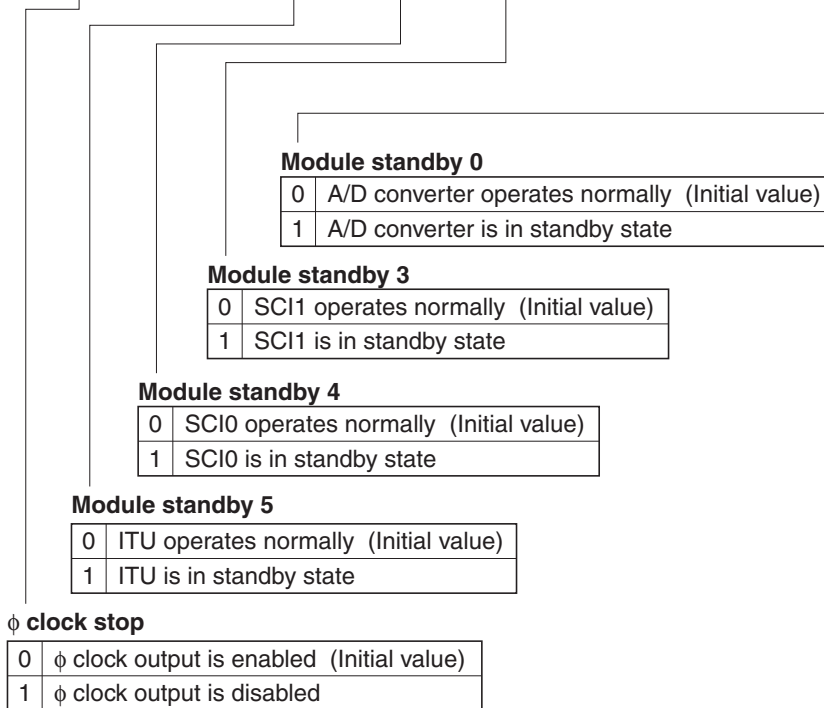 Module standby 0
0 A/D converter operates normally (Initial value)
1 A/D converter is in standby state
Module standby 3
0 SCI1 operates normally (Initial value)
1 SCI1 is in standby state
Module standby 4
0 SCI0 operates normally (Initial value)
1 SCI0 is in standby state
Module standby 5
0 ITU operates normally (Initial value)
1 ITU is in standby state
ϕ clock stop
0 ϕ clock output is enabled (Initial value)
1 ϕ clock output is disabled